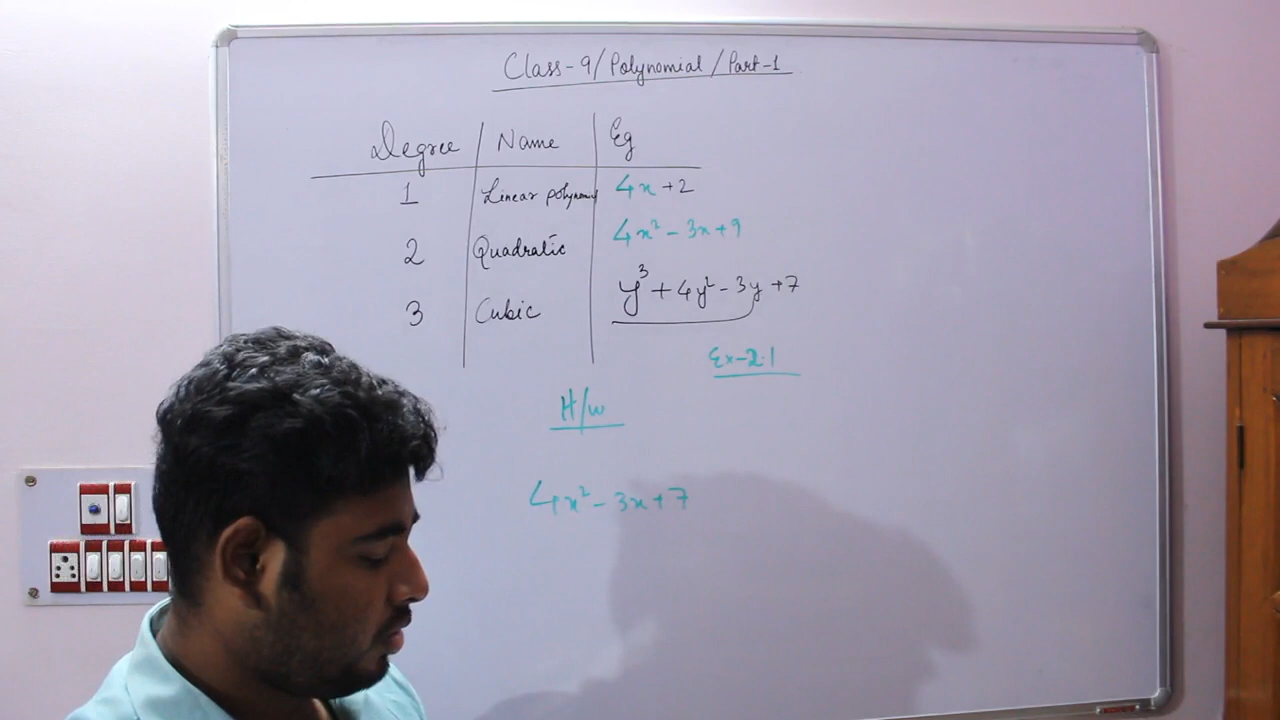 Class-9/Polynomial/Part-1
Degree Name Eg
1 Linear polynomial 4x+2
2 Quadratic 4x² - 3x+9
3 Cubic y³ + 4y² - 3y + 7
Ex-2.1
H/w
4x² - 3x + 7